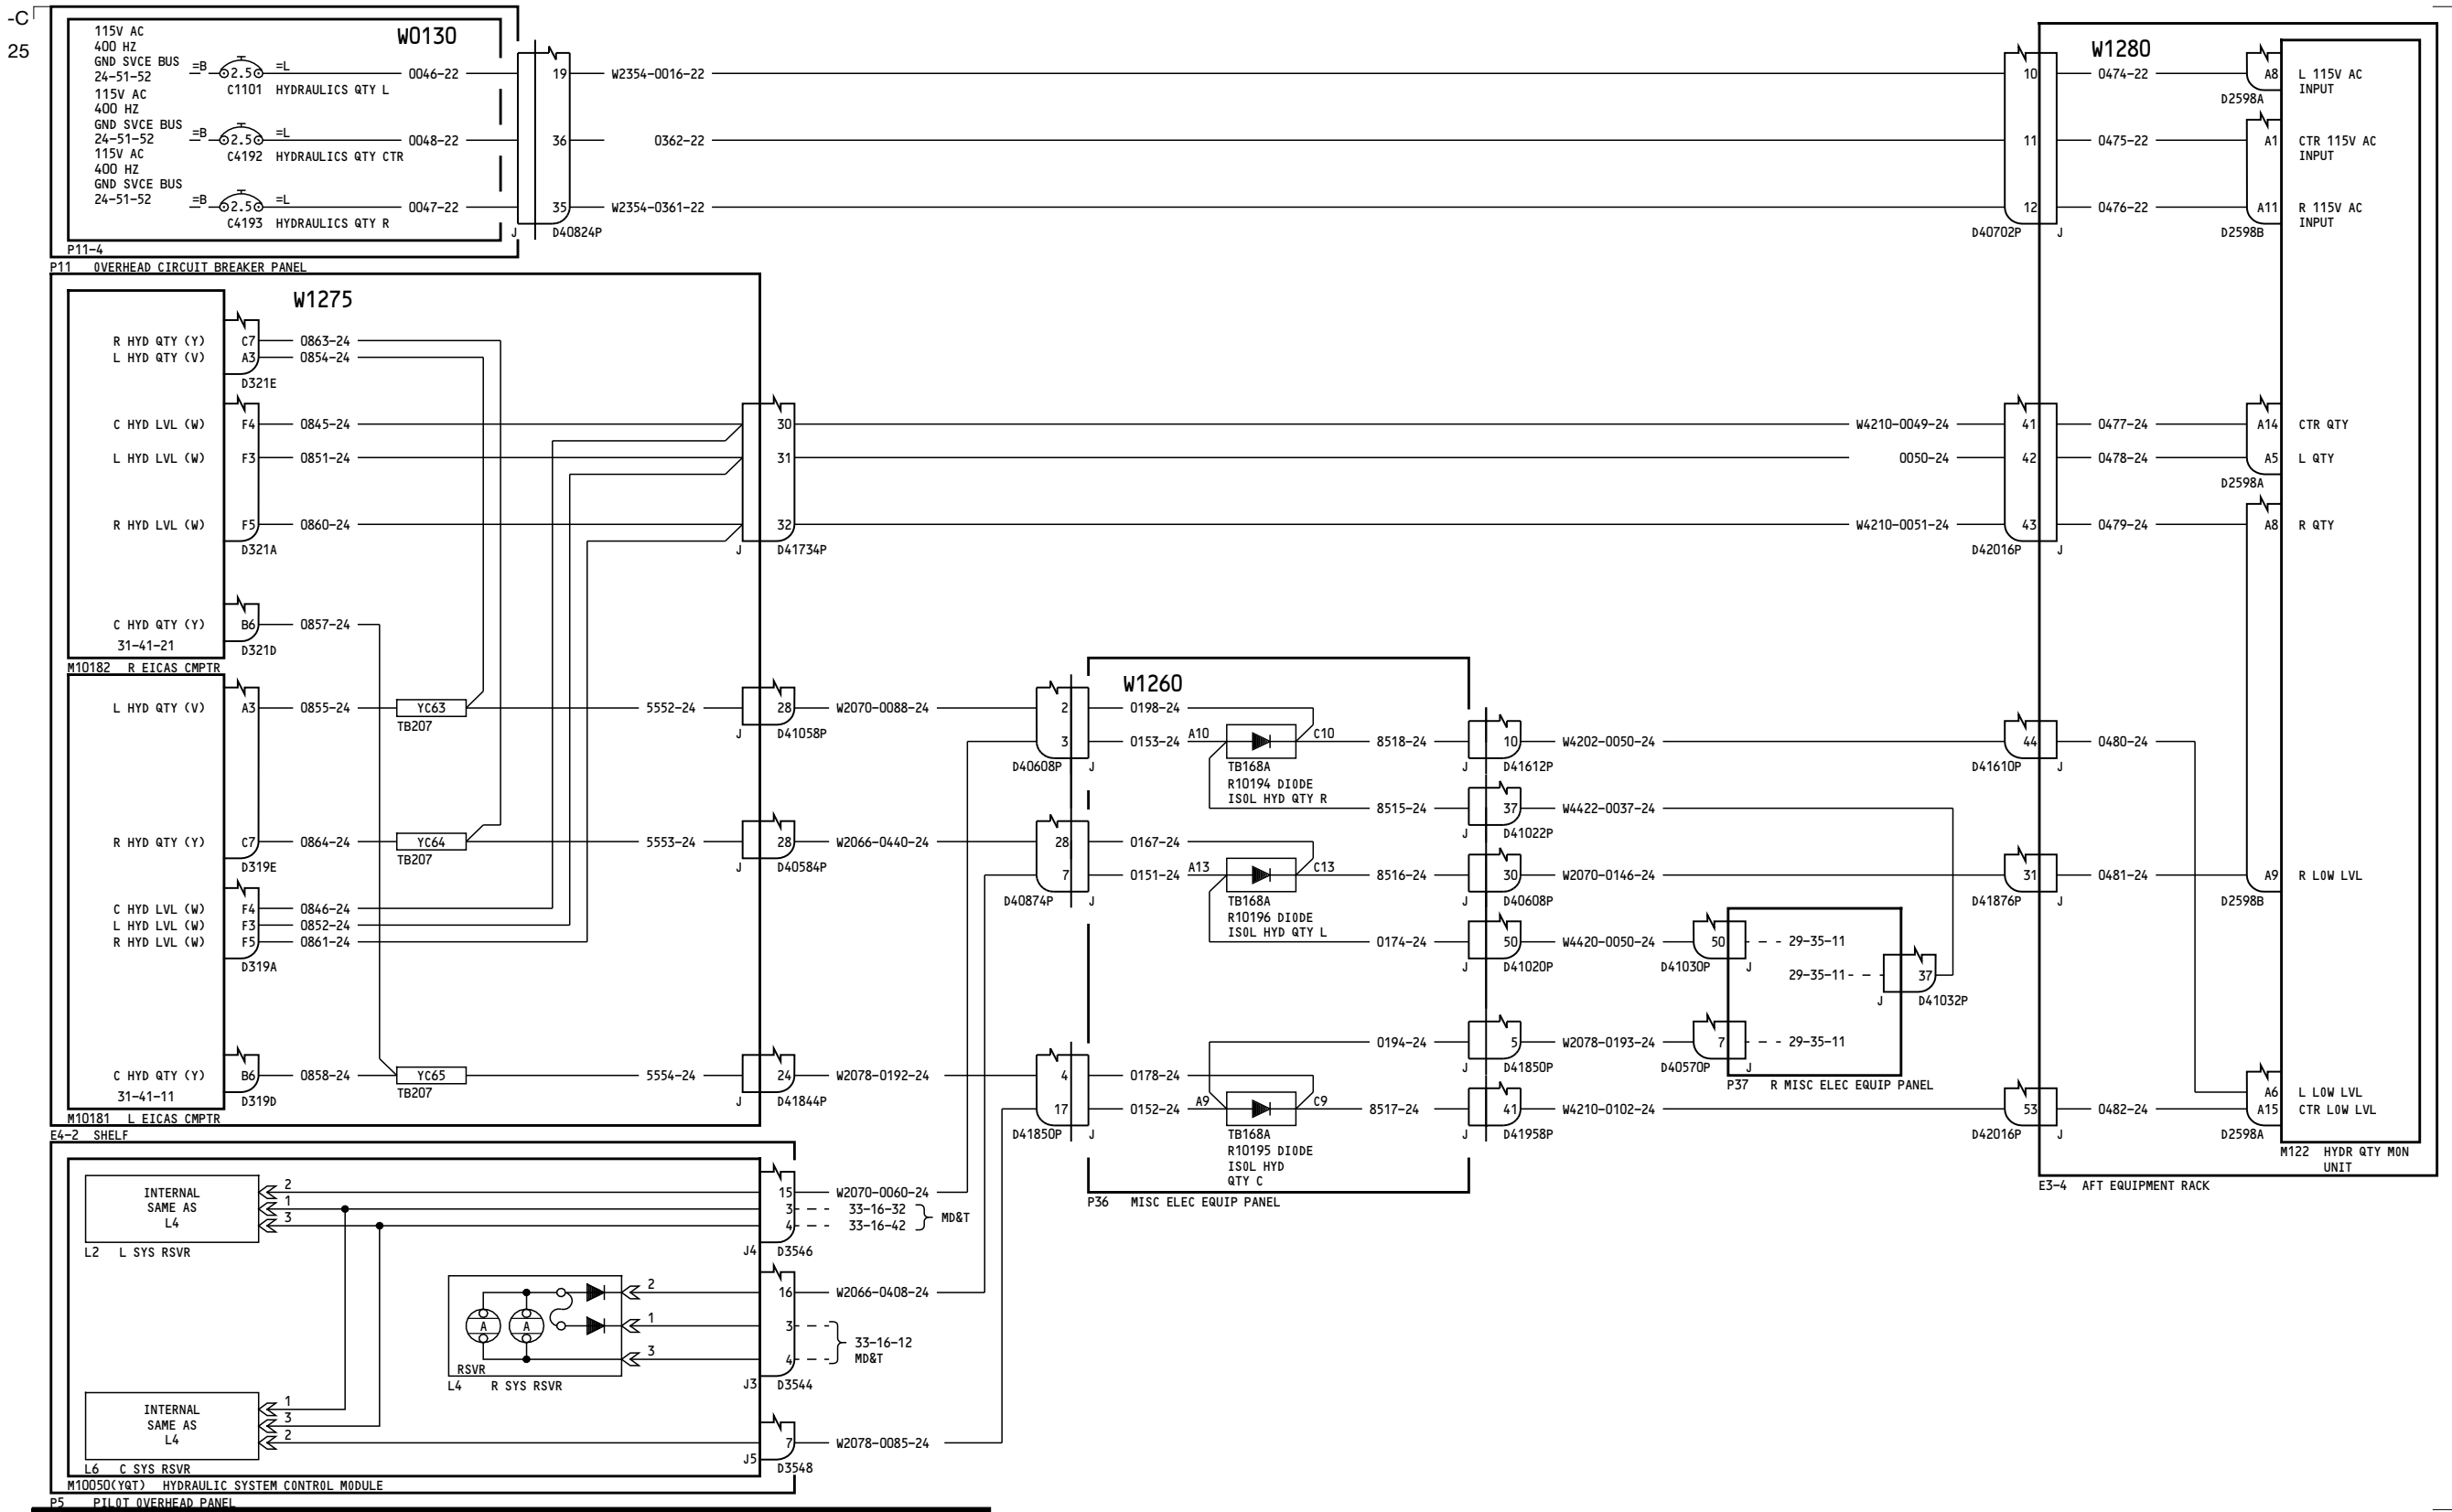 -C
25
W0130
115V AC
400 HZ
GND SVCE BUS
24-51-52
=B 2.5 =L
C1101 HYDRAULICS QTY L
0046-22
19
W2354-0016-22
115V AC
400 HZ
GND SVCE BUS
24-51-52
=B 2.5 =L
C4192 HYDRAULICS QTY CTR
0048-22
36
0362-22
115V AC
400 HZ
GND SVCE BUS
24-51-52
=B 2.5 =L
C4193 HYDRAULICS QTY R
0047-22
35
W2354-0361-22
J D40824P
P11-4
P11 OVERHEAD CIRCUIT BREAKER PANEL
W1280
10 0474-22 A8 L 115V AC
INPUT
D2598A
11 0475-22 A1 CTR 115V AC
INPUT
12 0476-22 A11 R 115V AC
INPUT
D40702P J D2598B
W1275
R HYD QTY (Y) C7 0863-24
L HYD QTY (V) A3 0854-24
D321E
C HYD LVL (W) F4 0845-24 30 W4210-0049-24 41 0477-24 A14 CTR QTY
L HYD LVL (W) F3 0851-24 31 0050-24 42 0478-24 A5 L QTY
D2598A
R HYD LVL (W) F5 0860-24 32 W4210-0051-24 43 0479-24 A8 R QTY
D321A J D41734P D42016P J
C HYD QTY (Y) B6 0857-24
31-41-21 D321D
M10182 R EICAS CMPTR
L HYD QTY (V) A3 0855-24 YC63 5552-24 28 W2070-0088-24
TB207 J D41058P
R HYD QTY (Y) C7 0864-24 YC64 5553-24 28 W2066-0440-24
D319E TB207 J D40584P
C HYD LVL (W) F4 0846-24
L HYD LVL (W) F3 0852-24
R HYD LVL (W) F5 0861-24
D319A
C HYD QTY (Y) B6 0858-24 YC65 5554-24 24 W2078-0192-24
31-41-11 D319D TB207 J D41844P
M10181 L EICAS CMPTR
E4-2 SHELF
W1260
2 0198-24
3 0153-24 A10 C10 8518-24 10 W4202-0050-24 44 0480-24
D40608P J TB168A J D41612P D41610P J
R10194 DIODE
ISOL HYD QTY R
8515-24 37 W4422-0037-24
J D41022P
28 0167-24
7 0151-24 A13 C13 8516-24 30 W2070-0146-24 31 0481-24 A9 R LOW LVL
D40874P J TB168A J D40608P D41876P J D2598B
R10196 DIODE
ISOL HYD QTY L
0174-24 50 W4420-0050-24 50 29-35-11
J D41020P D41030P J
29-35-11 37
J D41032P
0194-24 5 W2078-0193-24 7 29-35-11
J D41850P D40570P J
P37 R MISC ELEC EQUIP PANEL
4 0178-24
17 0152-24 A9 C9 8517-24 41 W4210-0102-24 53 0482-24
D41850P J TB168A J D41958P D42016P J
R10195 DIODE
ISOL HYD
QTY C
A6 L LOW LVL
A15 CTR LOW LVL
D2598A
M122 HYDR QTY MON
UNIT
E3-4 AFT EQUIPMENT RACK
P36 MISC ELEC EQUIP PANEL
INTERNAL
SAME AS
L4
2
1
3
L2 L SYS RSVR
15 W2070-0060-24
3 33-16-32
4 33-16-42
MD&T
J4 D3546
A A
RSVR
2
1
3
L4 R SYS RSVR
16 W2066-0408-24
3
4
33-16-12
MD&T
J3 D3544
INTERNAL
SAME AS
L4
1
3
2
L6 C SYS RSVR
7 W2078-0085-24
J5 D3548
M10050(YQT) HYDRAULIC SYSTEM CONTROL MODULE
P5 PILOT OVERHEAD PANEL